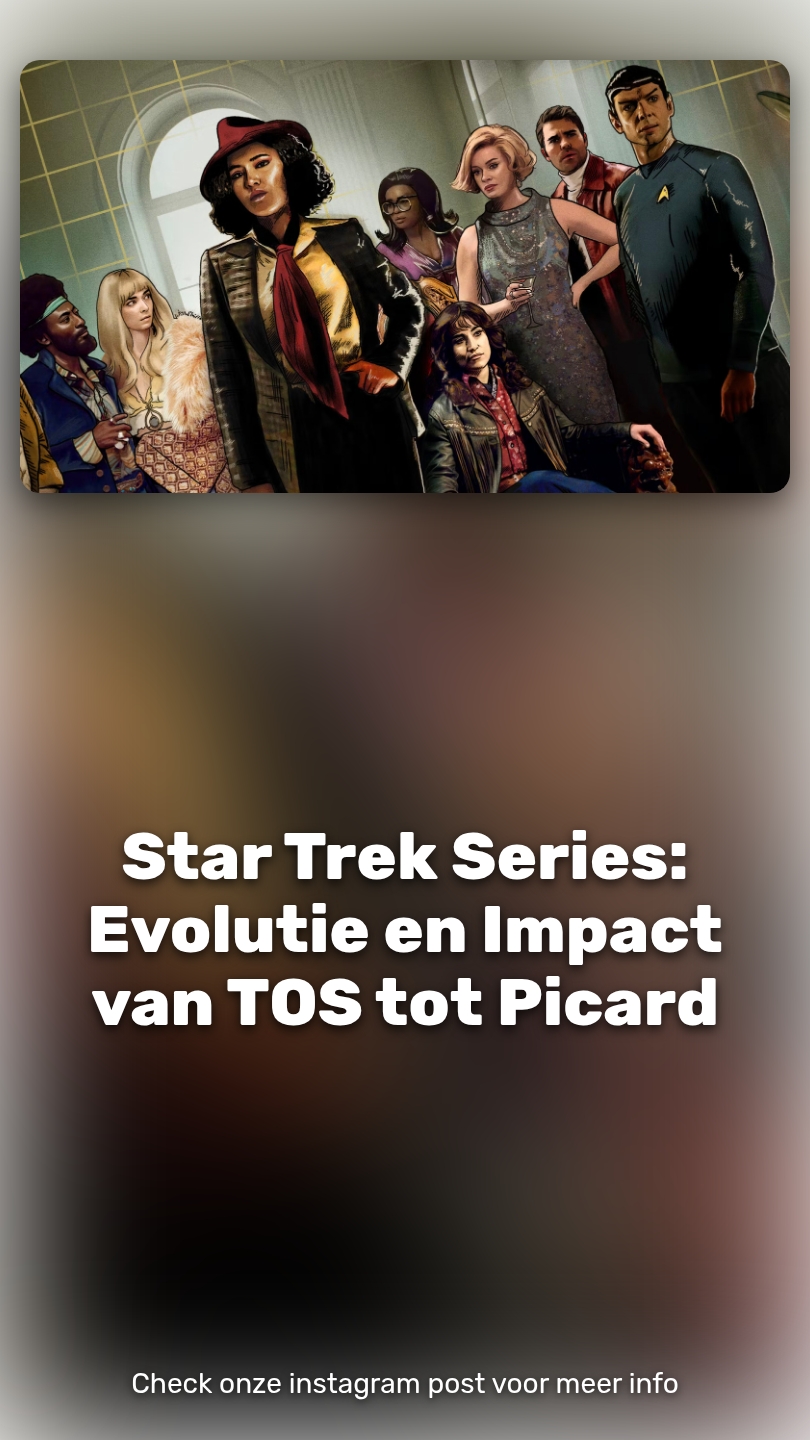 Star Trek Series:
Evolutie en Impact
van TOS tot Picard
Check onze instagram post voor meer info